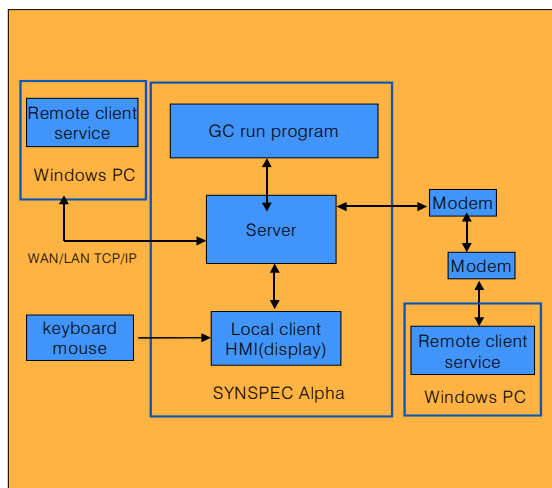 Remote client
service
Windows PC
WAN/LAN TCP/IP
keyboard
mouse
GC run program
Server
Local client
HMI(display)
SYNSPEC Alpha
Modem
Modem
Remote client
service
Windows PC